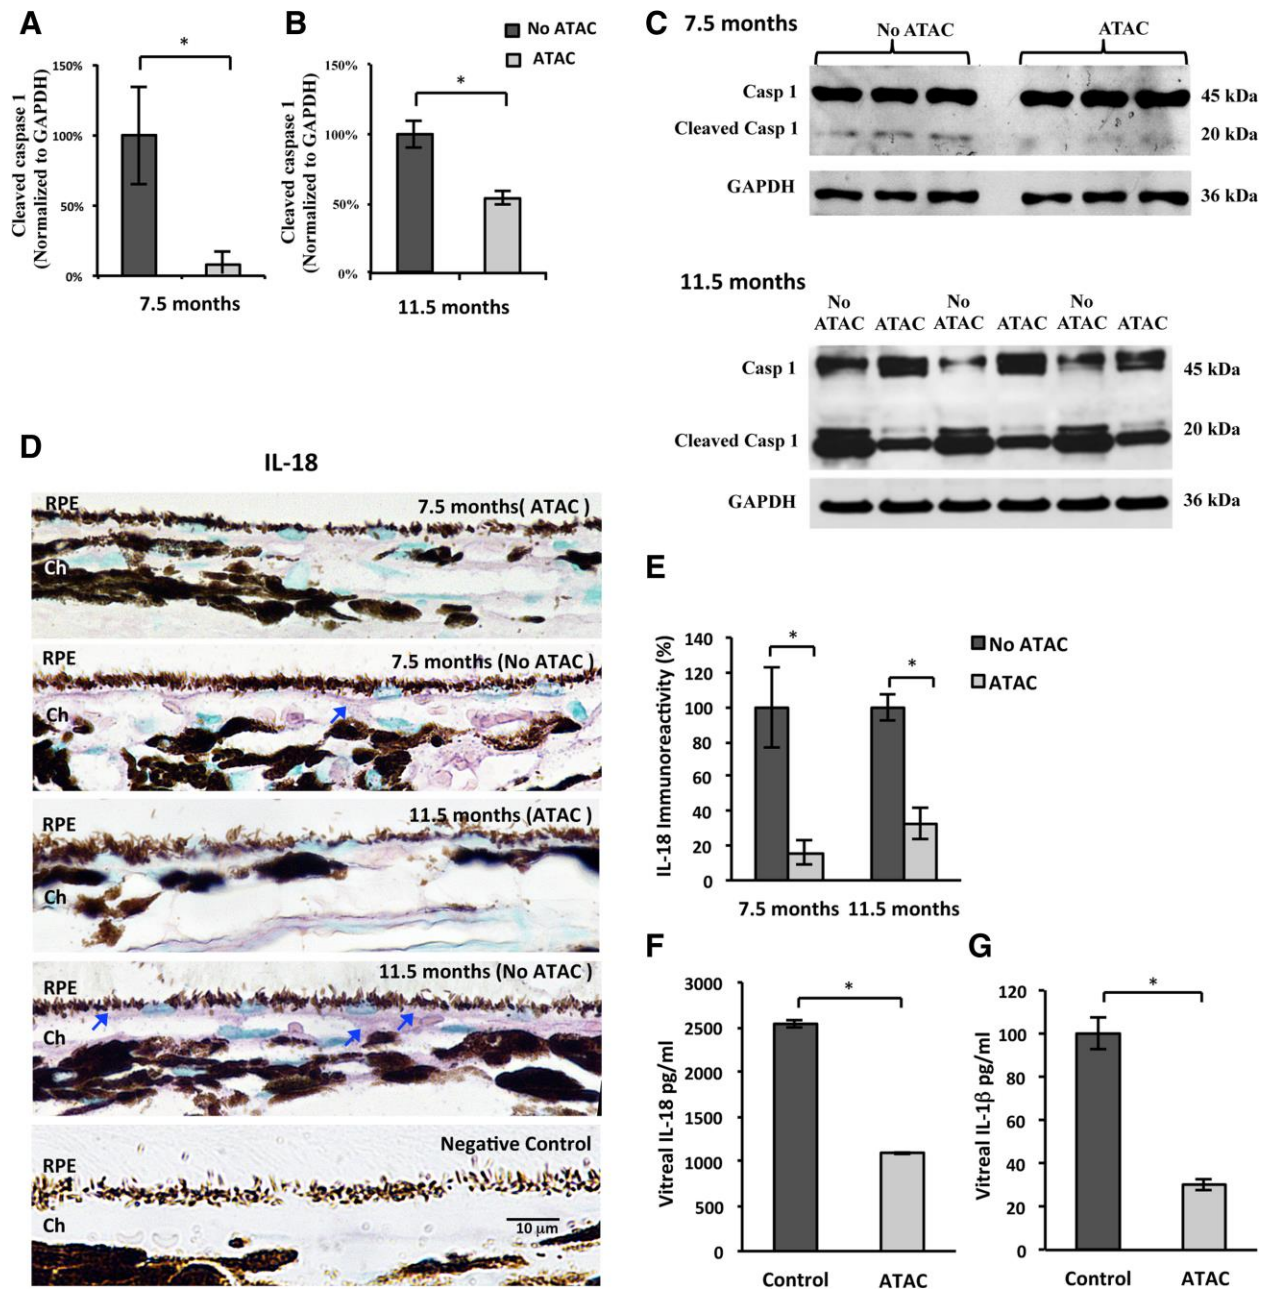 A
*
Cleaved caspase 1
(Normalized to GAPDH)
150%
100%
50%
0%
7.5 months
B
No ATAC
ATAC
*
Cleaved caspase 1
(Normalized to GAPDH)
150%
100%
50%
0%
11.5 months
C
7.5 months
No ATAC
ATAC
Casp 1
45 kDa
Cleaved Casp 1
20 kDa
GAPDH
36 kDa
11.5 months
No
ATAC
ATAC
No
ATAC
ATAC
No
ATAC
ATAC
Casp 1
45 kDa
Cleaved Casp 1
20 kDa
GAPDH
36 kDa
D
IL-18
RPE
7.5 months( ATAC )
Ch
RPE
7.5 months (No ATAC )
Ch
RPE
11.5 months (ATAC )
Ch
RPE
11.5 months (No ATAC )
Ch
RPE
Negative Control
Ch
10 μm
E
IL-18 Immunoreactivity (%)
140
120
100
80
60
40
20
0
*
*
No ATAC
ATAC
7.5 months
11.5 months
F
Vitreal IL-18 pg/ml
3000
2500
2000
1500
1000
500
0
*
Control
ATAC
G
Vitreal IL-1β pg/ml
120
100
80
60
40
20
0
*
Control
ATAC